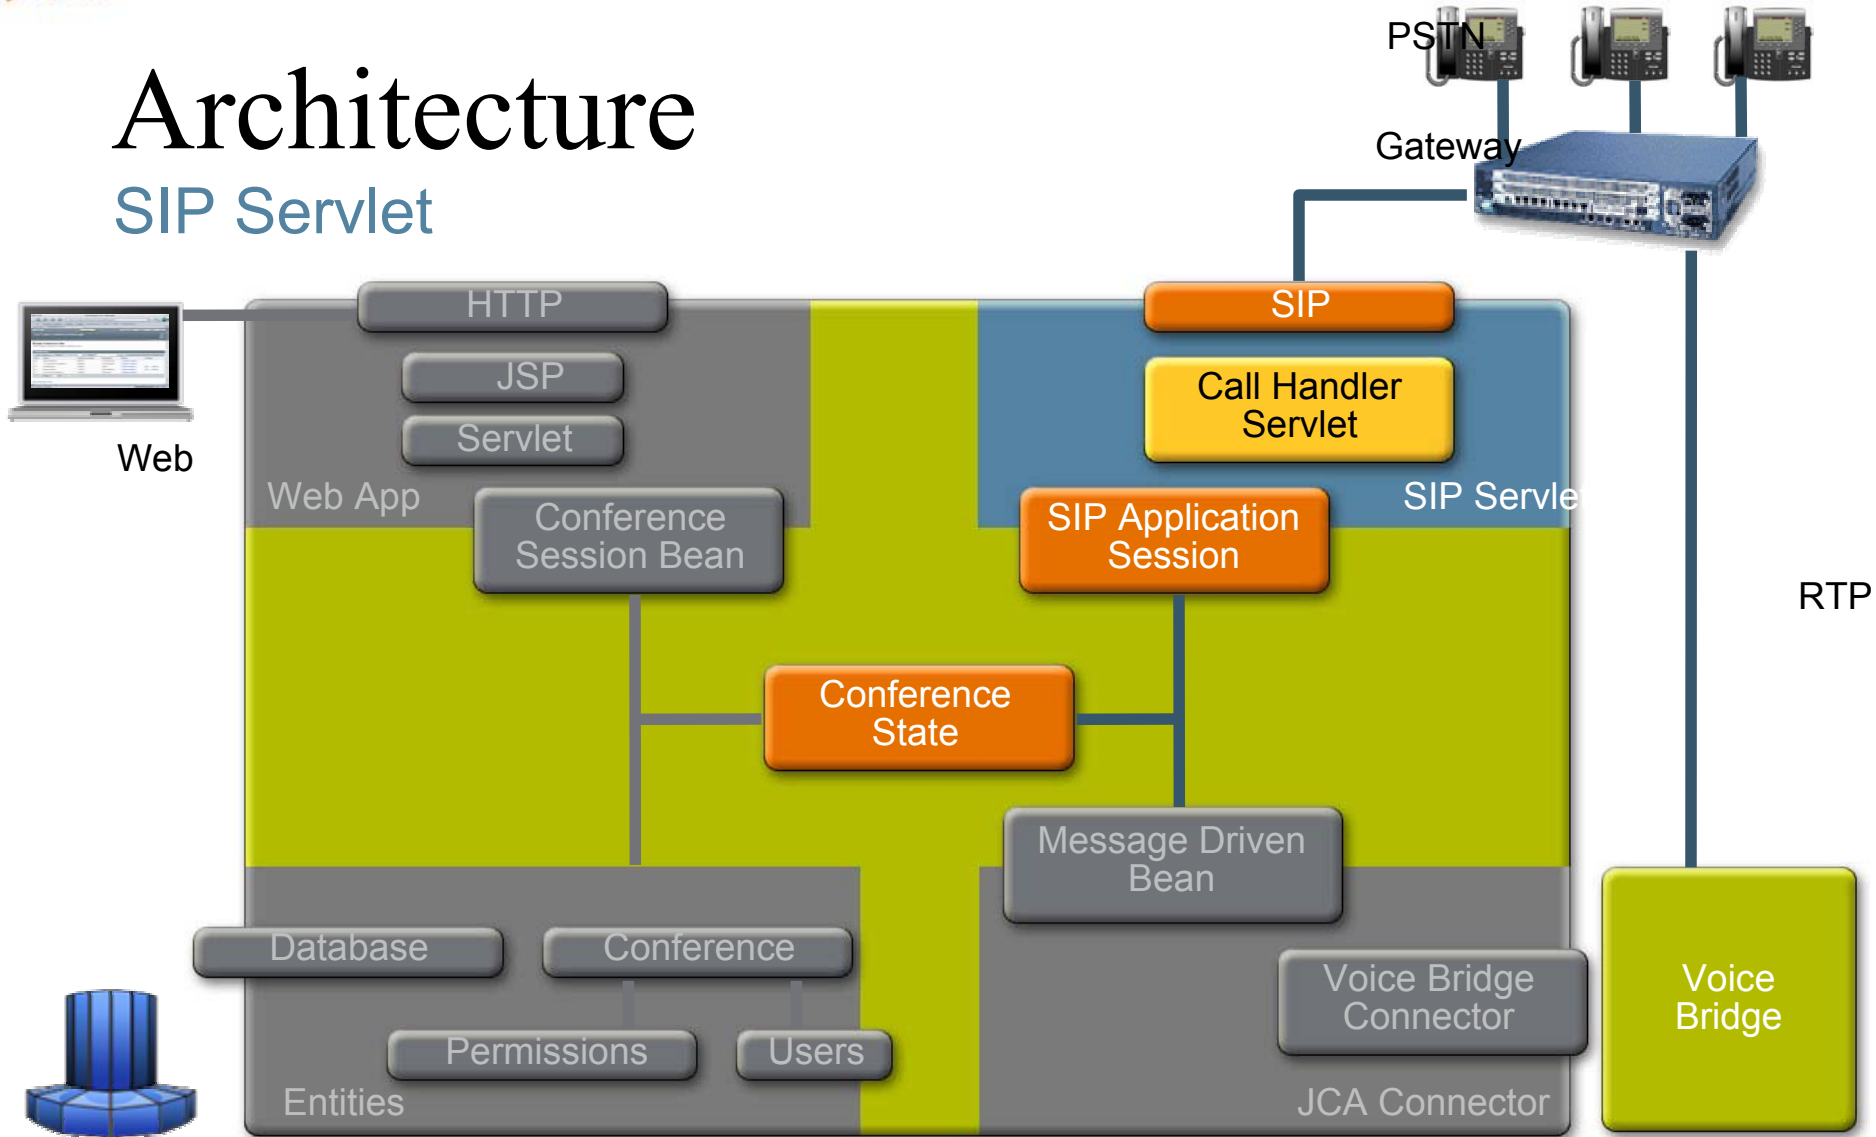 PSTN
Architecture
Gateway
SIP Servlet
HTTP
SIP
JSP
Call Handler
Servlet
Servlet
Web
Web App
SIP Servlet
Conference
Session Bean
SIP Application
Session
RTP
Conference
State
Message Driven
Bean
Database
Conference
Voice Bridge
Connector
Voice
Bridge
Permissions
Users
Entities
JCA Connector